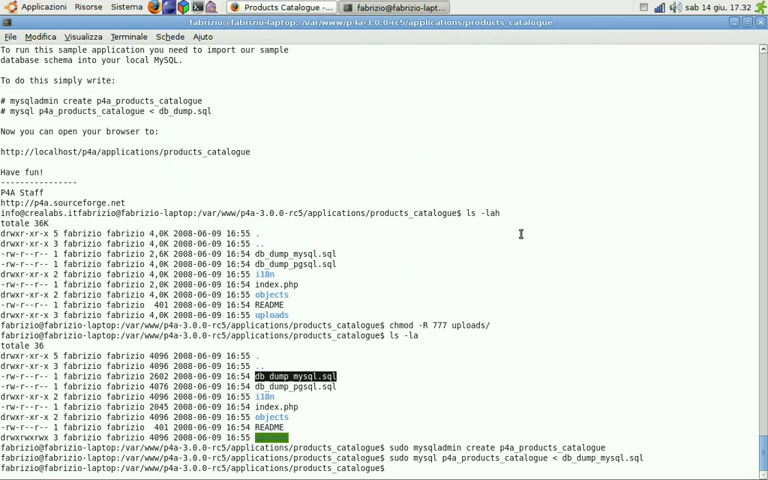 Applicazioni Risorse Sistema Products Catalogue -... fabrizio@fabrizio-lapt... sab 14 giu, 17.32
fabrizio@fabrizio-laptop: /var/www/p4a-3.0.0-rc5/applications/products_catalogue
File Modifica Visualizza Terminale Schede Aiuto
To run this sample application you need to import our sample
database schema into your local MySQL.
To do this simply write:
# mysqladmin create p4a_products_catalogue
# mysql p4a_products_catalogue < db_dump.sql
Now you can open your browser to:
http://localhost/p4a/applications/products_catalogue
Have fun!
----------------
P4A Staff
http://p4a.sourceforge.net
info@crealabs.itfabrizio@fabrizio-laptop:/var/www/p4a-3.0.0-rc5/applications/products_catalogue$ ls -lah
totale 36K
drwxr-xr-x 5 fabrizio fabrizio 4,0K 2008-06-09 16:55 .
drwxr-xr-x 3 fabrizio fabrizio 4,0K 2008-06-09 16:55 ..
-rw-r--r-- 1 fabrizio fabrizio 2,6K 2008-06-09 16:54 db_dump_mysql.sql
-rw-r--r-- 1 fabrizio fabrizio 4,0K 2008-06-09 16:54 db_dump_pgsql.sql
drwxr-xr-x 2 fabrizio fabrizio 4,0K 2008-06-09 16:55 i18n
-rw-r--r-- 1 fabrizio fabrizio 2,0K 2008-06-09 16:54 index.php
drwxr-xr-x 2 fabrizio fabrizio 4,0K 2008-06-09 16:55 objects
-rw-r--r-- 1 fabrizio fabrizio 401 2008-06-09 16:54 README
drwxr-xr-x 3 fabrizio fabrizio 4,0K 2008-06-09 16:55 uploads
fabrizio@fabrizio-laptop:/var/www/p4a-3.0.0-rc5/applications/products_catalogue$ chmod -R 777 uploads/
fabrizio@fabrizio-laptop:/var/www/p4a-3.0.0-rc5/applications/products_catalogue$ ls -la
totale 36
drwxr-xr-x 5 fabrizio fabrizio 4096 2008-06-09 16:55 .
drwxr-xr-x 3 fabrizio fabrizio 4096 2008-06-09 16:55 ..
-rw-r--r-- 1 fabrizio fabrizio 2602 2008-06-09 16:54 db_dump_mysql.sql
-rw-r--r-- 1 fabrizio fabrizio 4076 2008-06-09 16:54 db_dump_pgsql.sql
drwxr-xr-x 2 fabrizio fabrizio 4096 2008-06-09 16:55 i18n
-rw-r--r-- 1 fabrizio fabrizio 2045 2008-06-09 16:54 index.php
drwxr-xr-x 2 fabrizio fabrizio 4096 2008-06-09 16:55 objects
-rw-r--r-- 1 fabrizio fabrizio 401 2008-06-09 16:54 README
drwxrwxrwx 3 fabrizio fabrizio 4096 2008-06-09 16:55
fabrizio@fabrizio-laptop:/var/www/p4a-3.0.0-rc5/applications/products_catalogue$ sudo mysqladmin create p4a_products_catalogue
fabrizio@fabrizio-laptop:/var/www/p4a-3.0.0-rc5/applications/products_catalogue$ sudo mysql p4a_products_catalogue < db_dump_mysql.sql
fabrizio@fabrizio-laptop:/var/www/p4a-3.0.0-rc5/applications/products_catalogue$